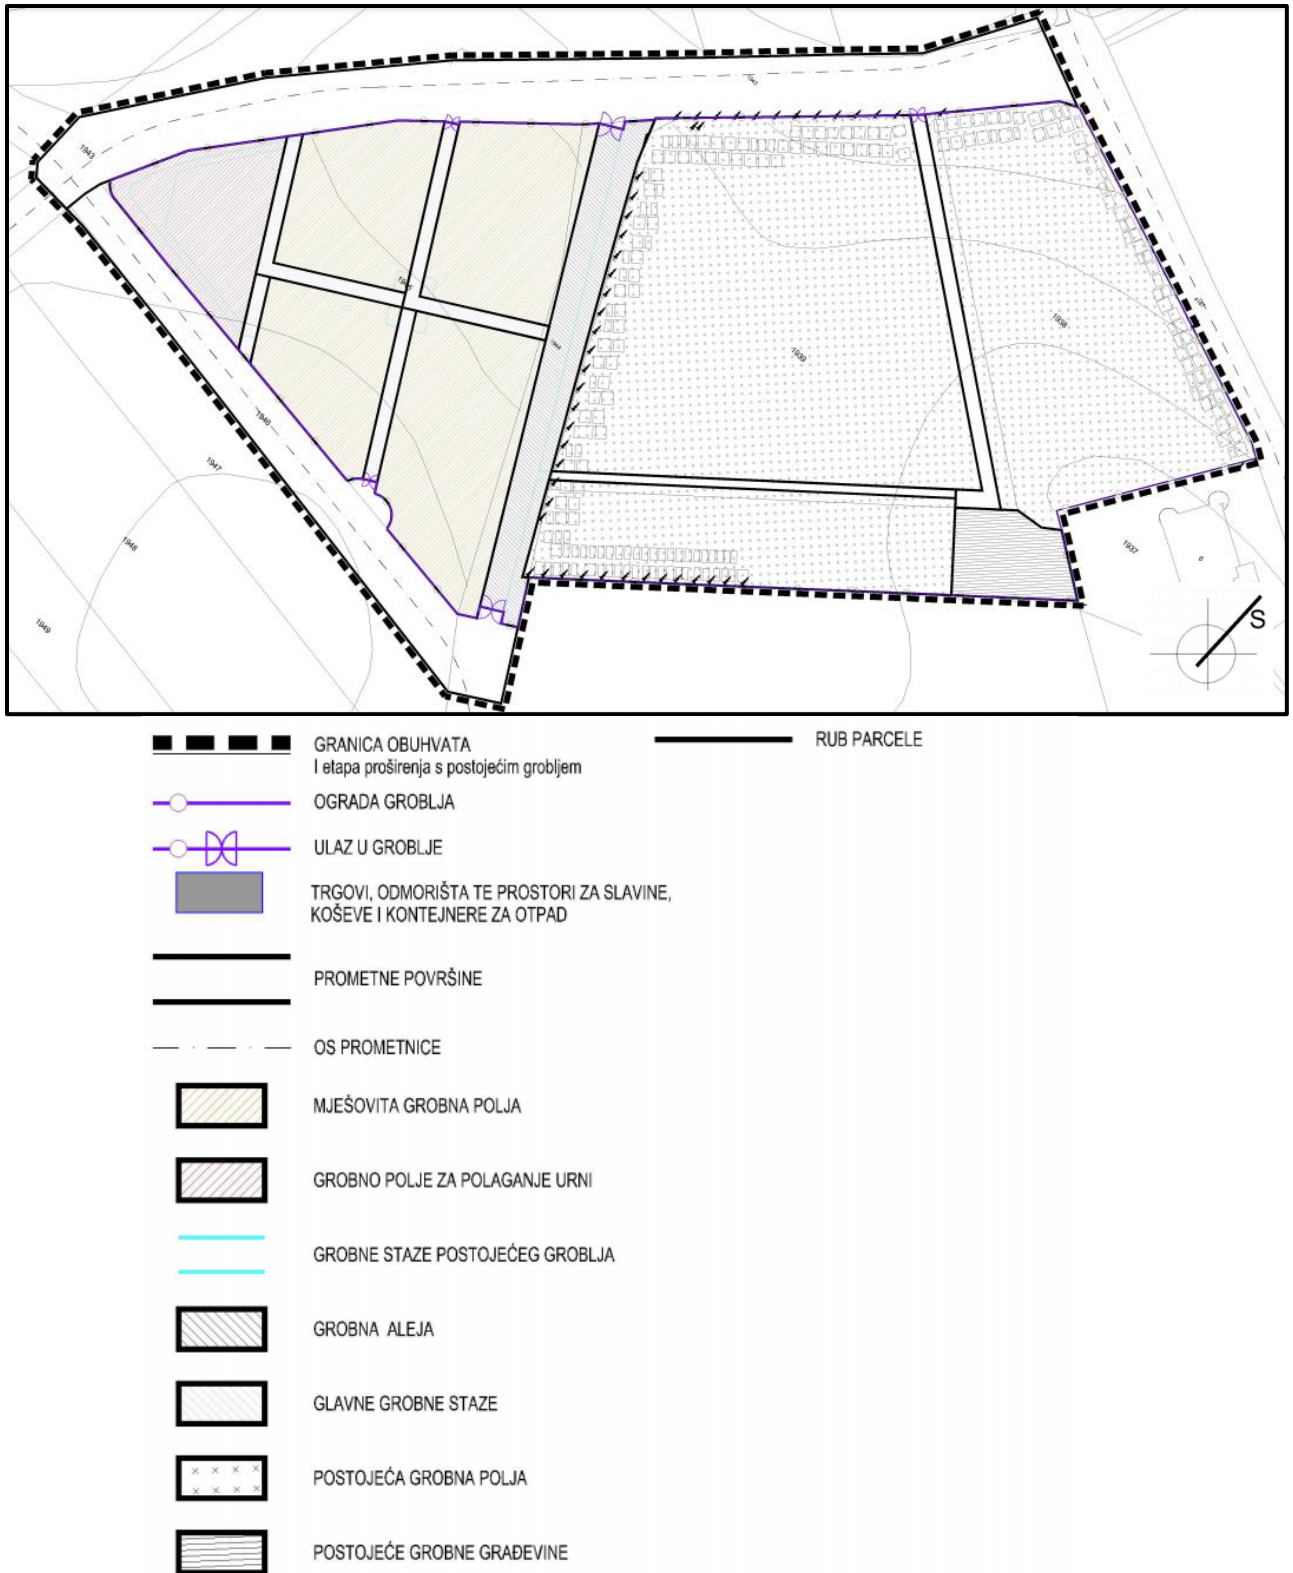 1943
1945
1939
1938
1946
1947
1937
1948
1949
S
GRANICA OBUHVATA
I etapa proširenja s postojećim grobljem
RUB PARCELE
OGRADA GROBLJA
ULAZ U GROBLJE
TRGOVI, ODMORIŠTA TE PROSTORI ZA SLAVINE,
KOŠEVE I KONTEJNERE ZA OTPAD
PROMETNE POVRŠINE
OS PROMETNICE
MJEŠOVITA GROBNA POLJA
GROBNO POLJE ZA POLAGANJE URNI
GROBNE STAZE POSTOJEĆEG GROBLJA
GROBNA ALEJA
GLAVNE GROBNE STAZE
POSTOJEĆA GROBNA POLJA
POSTOJEĆE GROBNE GRAĐEVINE